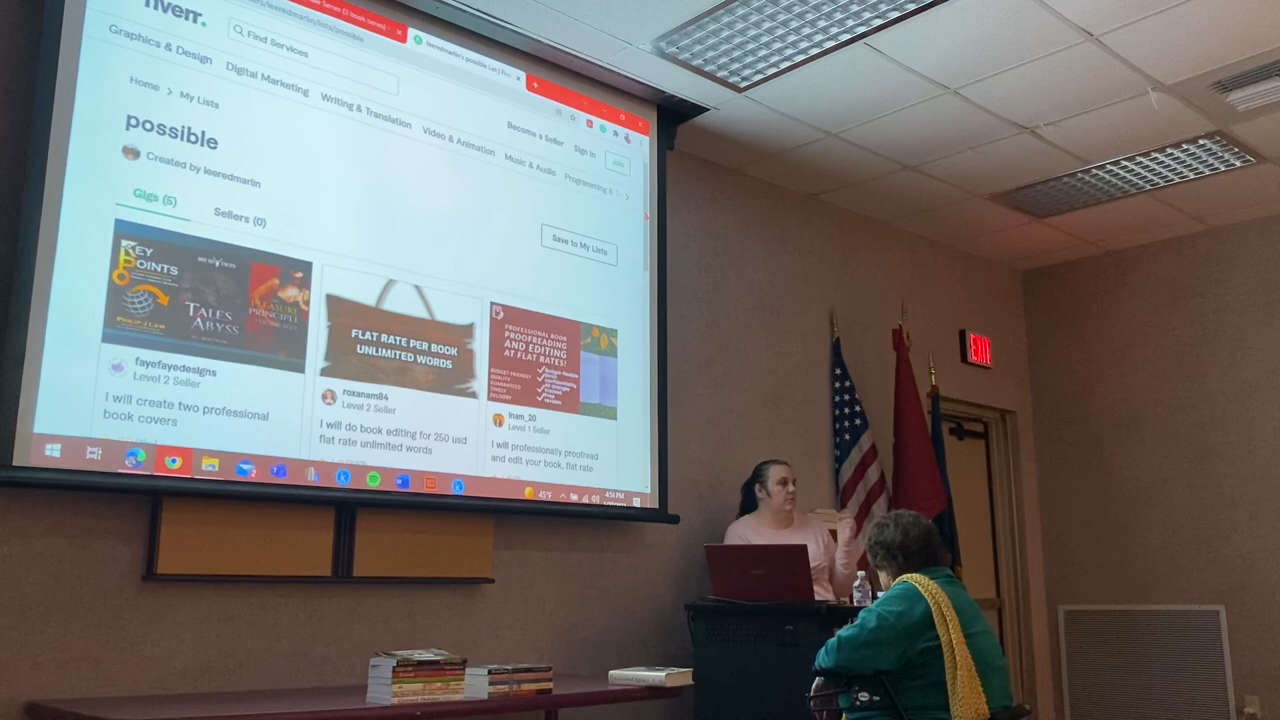 fiverr.
Find Services
Become a Seller
Sign In
Join
Graphics & Design
Digital Marketing
Writing & Translation
Video & Animation
Music & Audio
Programming &
Home > My Lists
possible
Created by leeredmarlin
Gigs (5)
Sellers (0)
Save to My Lists
KEY
POINTS
TALES
ABYSS
PLEASURE
PRINCIPLE
fayefayedesigns
Level 2 Seller
I will create two professional
book covers
FLAT RATE PER BOOK
UNLIMITED WORDS
roxanam84
Level 2 Seller
I will do book editing for 250 usd
flat rate unlimited words
PROFESSIONAL BOOK
PROOFREADING
AND EDITING
AT FLAT RATES!
Level 1 Seller
I will professionally proofread
and edit your book, flat rate
45°F
4:54 PM
EXIT